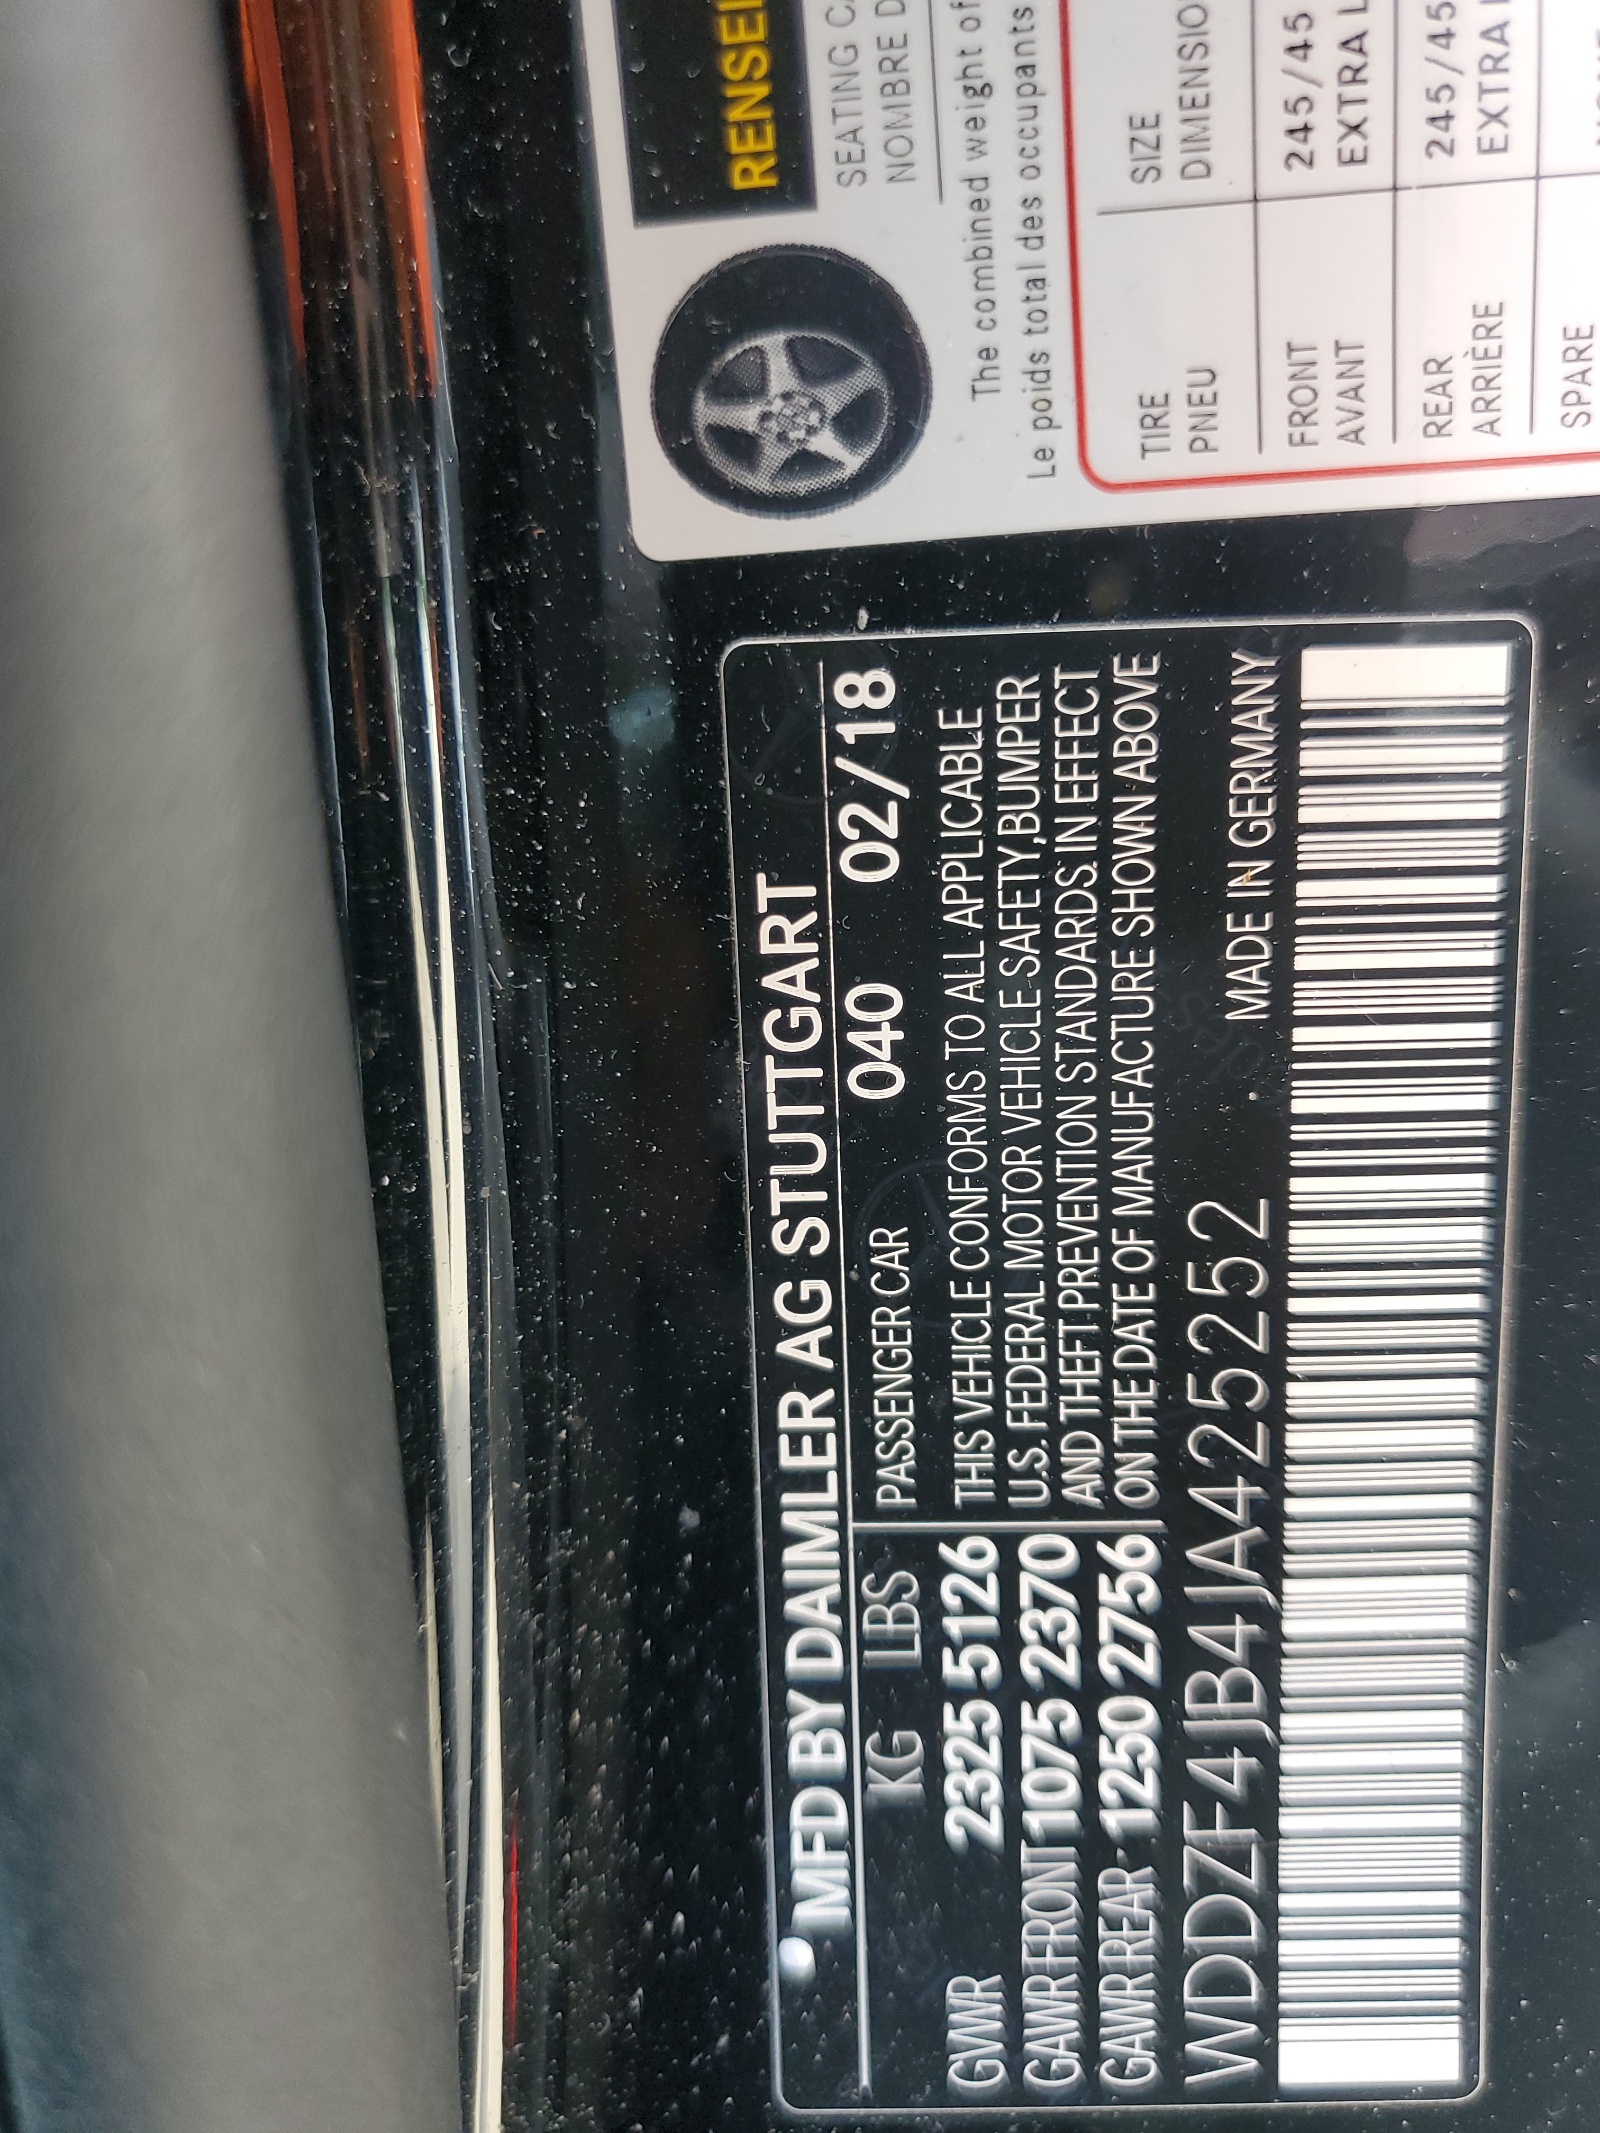 MFD BY DAIMLER AG STUTTGART
KG LBS PASSENGER CAR 040 02/18
GVWR 2325 5126 THIS VEHICLE CONFORMS TO ALL APPLICABLE
U.S. FEDERAL MOTOR VEHICLE SAFETY,BUMPER
GAWR FRONT 1075 2370 AND THEFT PREVENTION STANDARDS. IN EFFECT
GAWR REAR 1250 2756 ON THE DATE OF MANUFACTURE SHOWN ABOVE
MADE IN GERMANY
WDDZF4JB4JA425252
RENSEI
SEATING CA
NOMBRE D
The combined weight of
Le poids total des occupants
TIRE SIZE
PNEU DIMENSIO
FRONT 245/45
AVANT EXTRA L
REAR 245/45
ARRIÈRE EXTRA L
SPARE